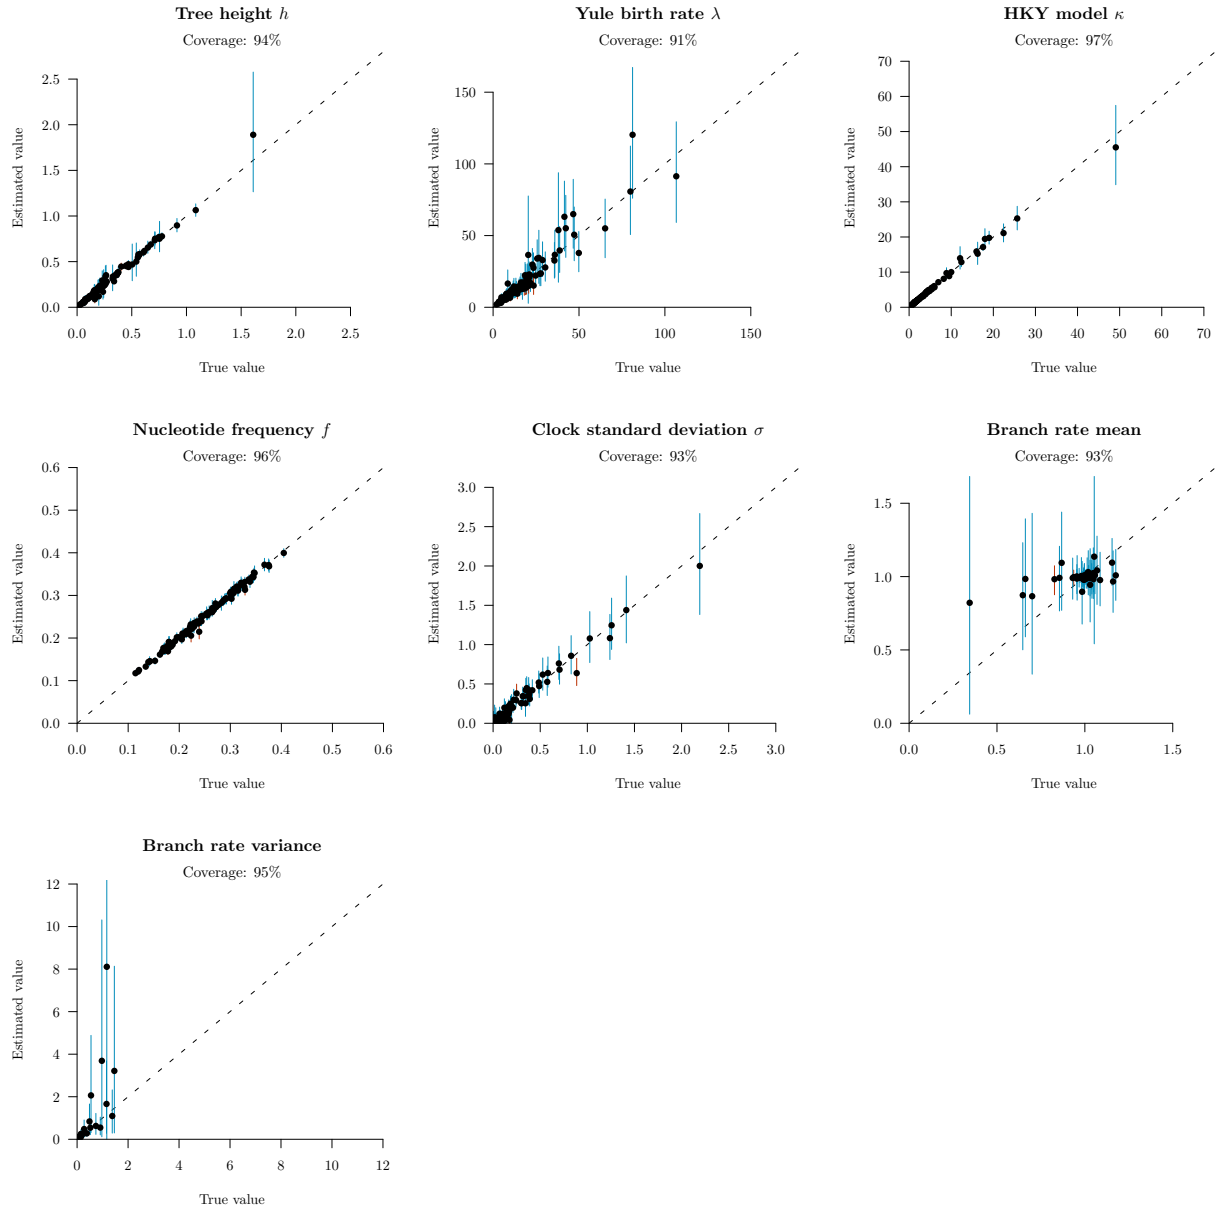 Tree height h
Coverage: 94%
Estimated value
2.5
2.0
1.5
1.0
0.5
0.0
0.0 0.5 1.0 1.5 2.0 2.5
True value
Yule birth rate λ
Coverage: 91%
Estimated value
150
100
50
0
0 50 100 150
True value
HKY model κ
Coverage: 97%
Estimated value
70
60
50
40
30
20
10
0
0 10 20 30 40 50 60 70
True value
Nucleotide frequency f
Coverage: 96%
Estimated value
0.6
0.5
0.4
0.3
0.2
0.1
0.0
0.0 0.1 0.2 0.3 0.4 0.5 0.6
True value
Clock standard deviation σ
Coverage: 93%
Estimated value
3.0
2.5
2.0
1.5
1.0
0.5
0.0
0.0 0.5 1.0 1.5 2.0 2.5 3.0
True value
Branch rate mean
Coverage: 93%
Estimated value
1.5
1.0
0.5
0.0
0.0 0.5 1.0 1.5
True value
Branch rate variance
Coverage: 95%
Estimated value
12
10
8
6
4
2
0
0 2 4 6 8 10 12
True value